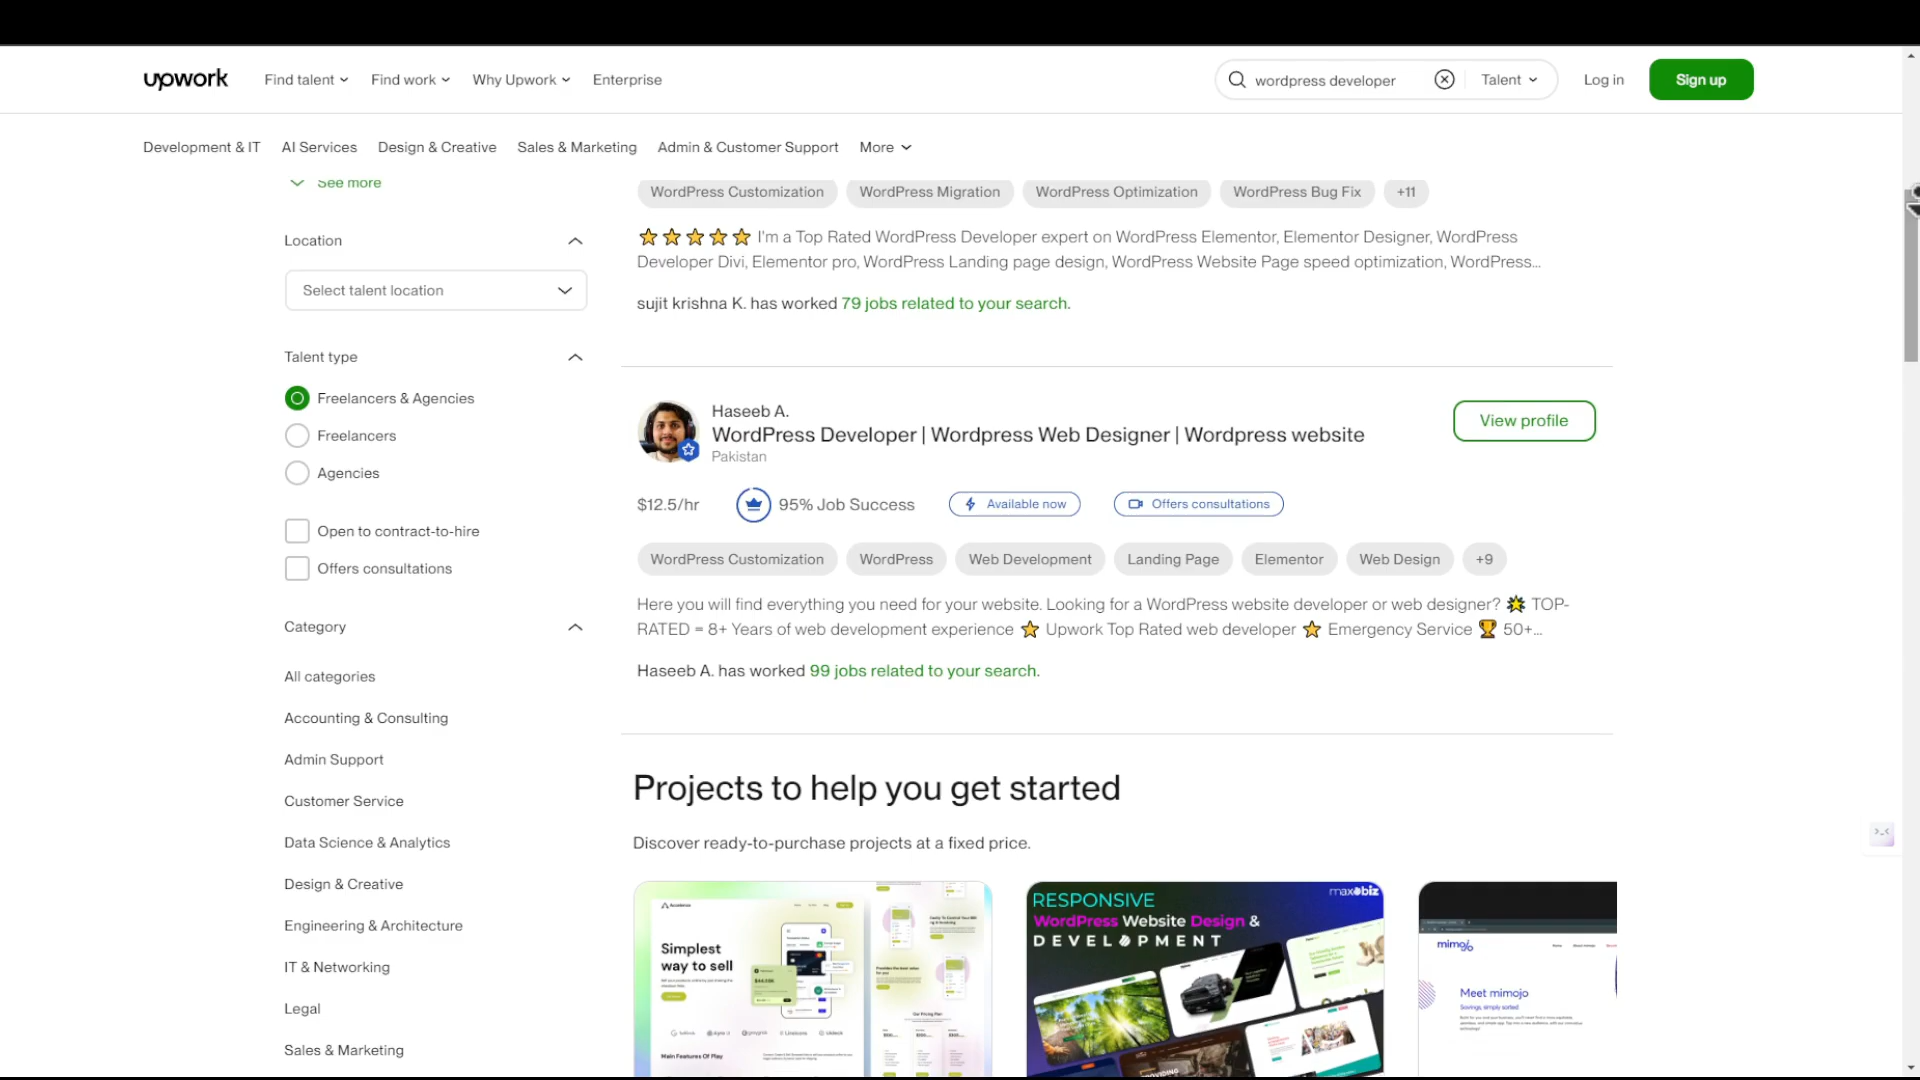 upwork
Find talent
Find work
Why Upwork
Enterprise
wordpress developer
Talent
Log in
Sign up
Development & IT
AI Services
Design & Creative
Sales & Marketing
Admin & Customer Support
More
See more
Location
Select talent location
Talent type
Freelancers & Agencies
Freelancers
Agencies
Open to contract-to-hire
Offers consultations
Category
All categories
Accounting & Consulting
Admin Support
Customer Service
Data Science & Analytics
Design & Creative
Engineering & Architecture
IT & Networking
Legal
Sales & Marketing
WordPress Customization
WordPress Migration
WordPress Optimization
WordPress Bug Fix
+11
I'm a Top Rated WordPress Developer expert on WordPress Elementor, Elementor Designer, WordPress
Developer Divi, Elementor pro, WordPress Landing page design, WordPress Website Page speed optimization, WordPress...
sujit krishna K. has worked 79 jobs related to your search.
Haseeb A.
WordPress Developer | Wordpress Web Designer | Wordpress website
Pakistan
View profile
$12.5/hr
95% Job Success
Available now
Offers consultations
WordPress Customization
WordPress
Web Development
Landing Page
Elementor
Web Design
+9
Here you will find everything you need for your website. Looking for a WordPress website developer or web designer? 🌟 TOP-
RATED = 8+ Years of web development experience ⭐ Upwork Top Rated web developer ⭐ Emergency Service 🏆 50+...
Haseeb A. has worked 99 jobs related to your search.
Projects to help you get started
Discover ready-to-purchase projects at a fixed price.
Simplest
way to sell
Main Features Of Play
RESPONSIVE
WordPress Website Design &
DEVELOPMENT
maxobiz
mimojo
Meet mimojo
Savings, simply sorted